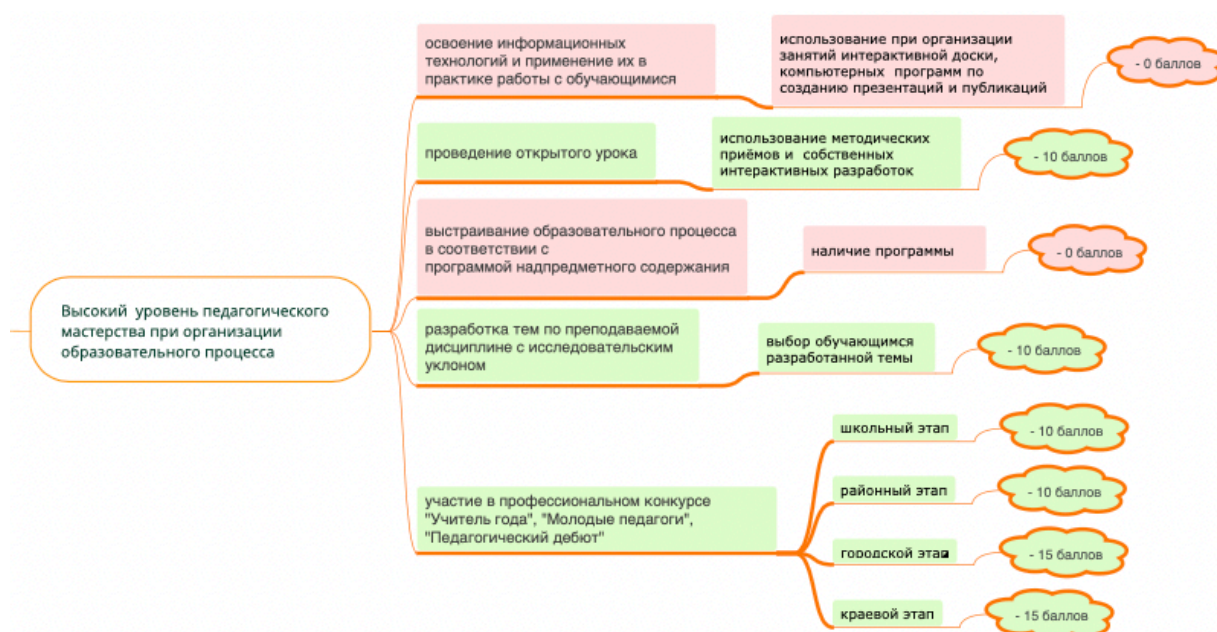 освоение информационных
технологий и применение их в
практике работы с обучающимися
использование при организации
занятий интерактивной доски,
компьютерных программ по
созданию презентаций и публикаций
- 0 баллов
проведение открытого урока
использование методических
приёмов и собственных
интерактивных разработок
- 10 баллов
выстраивание образовательного процесса
в соответствии с
программой надпредметного содержания
наличие программы
- 0 баллов
Высокий уровень педагогического
мастерства при организации
образовательного процесса
разработка тем по преподаваемой
дисциплине с исследовательским
уклоном
выбор обучающимся
разработанной темы
- 10 баллов
участие в профессиональном конкурсе
"Учитель года", "Молодые педагоги",
"Педагогический дебют"
школьный этап
- 10 баллов
районный этап
- 10 баллов
городской этап
- 15 баллов
краевой этап
- 15 баллов